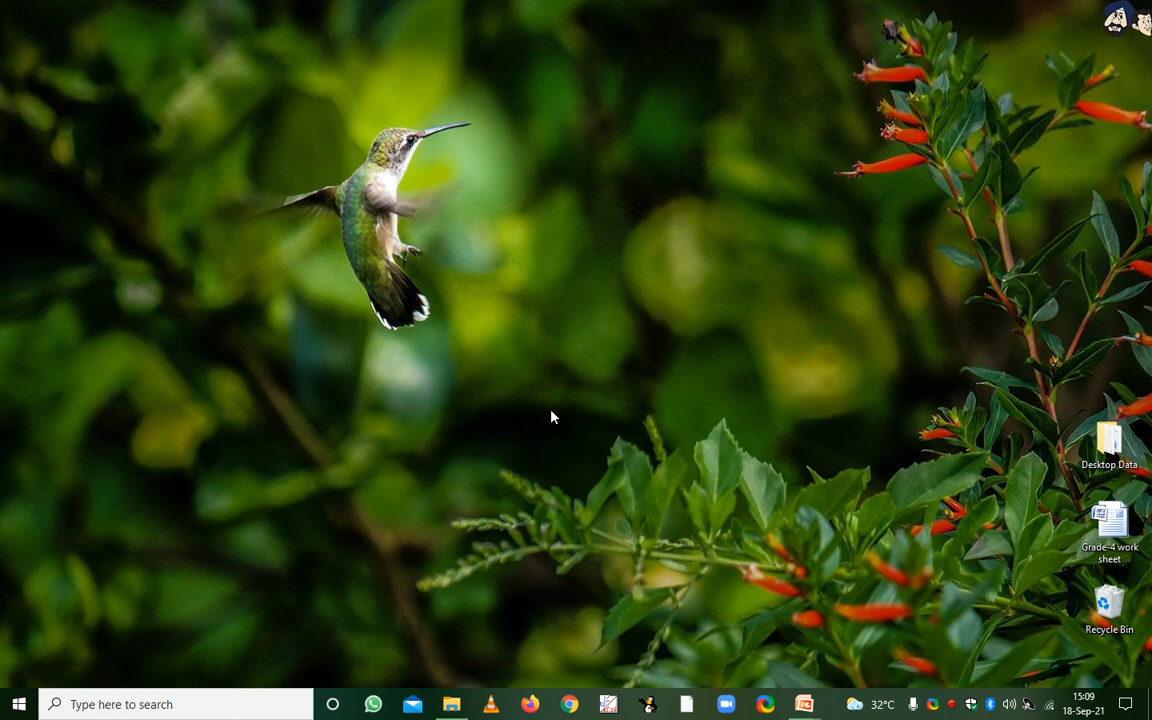 Desktop Data
Grade-4 work
sheet
Recycle Bin
Type here to search
32°C
15:09
18-Sep-21